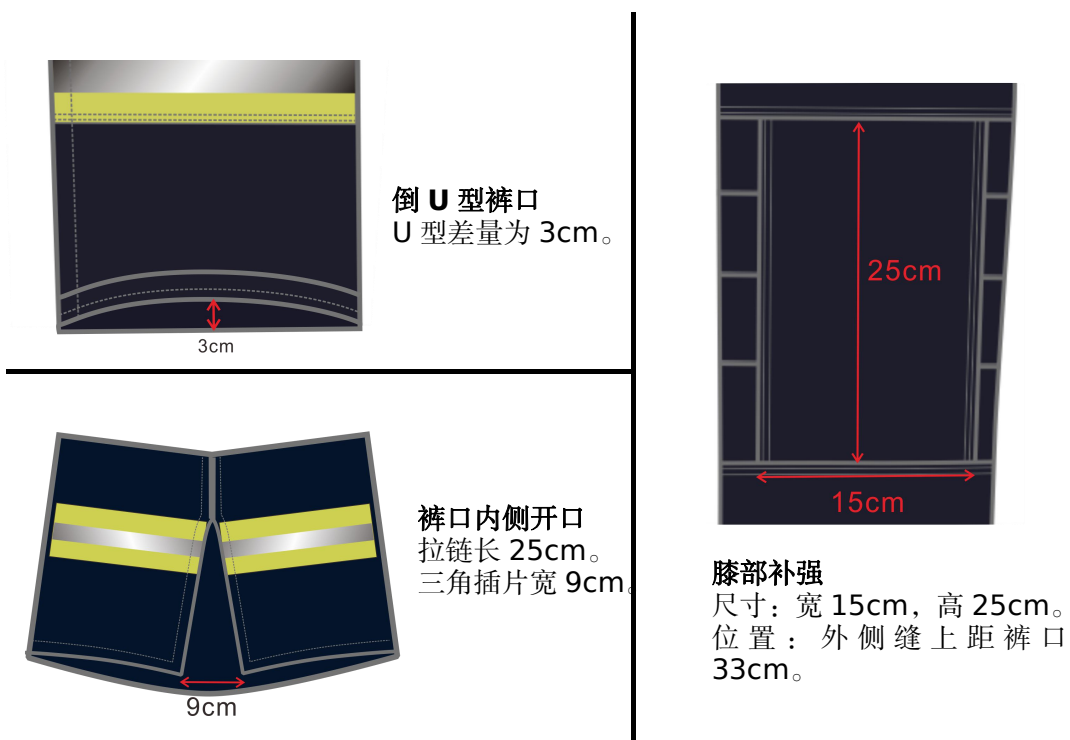 倒 U 型裤口
U 型差量为 3cm。
3cm
裤口内侧开口
拉链长 25cm。
三角插片宽 9cm。
9cm
25cm
15cm
膝部补强
尺寸：宽 15cm，高 25cm。
位置：外侧缝上距裤口
33cm。